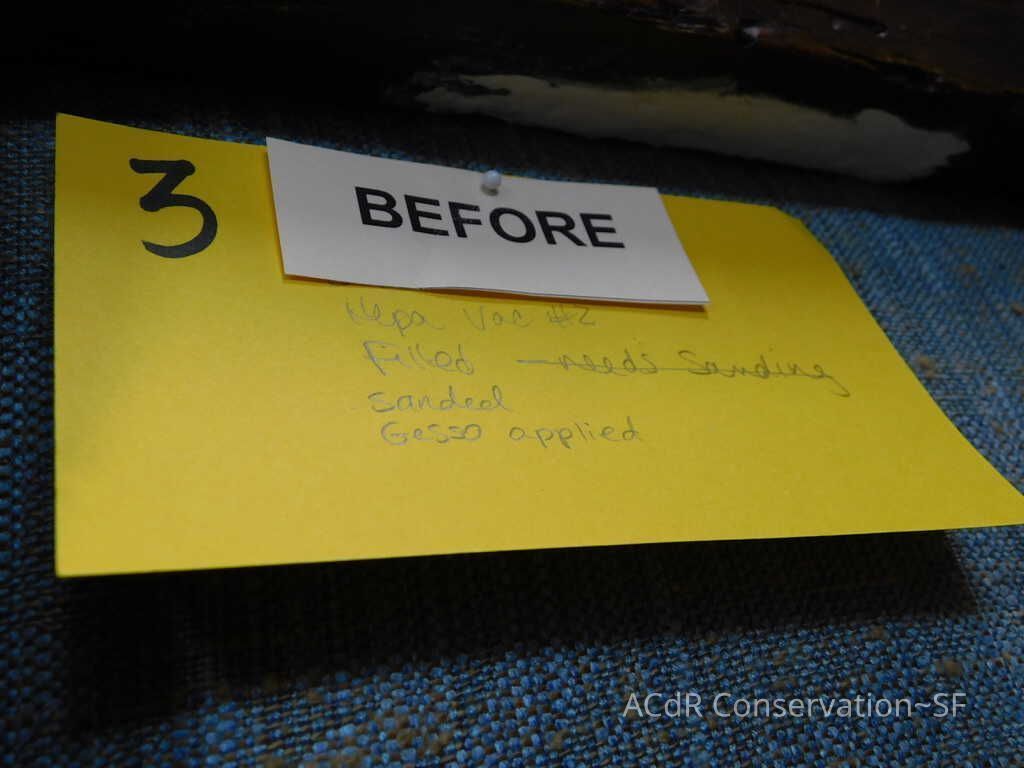 3
BEFORE
Hepa Vac #2
Filled - needs sanding
sanded
Gesso applied
ACdR Conservation~SF